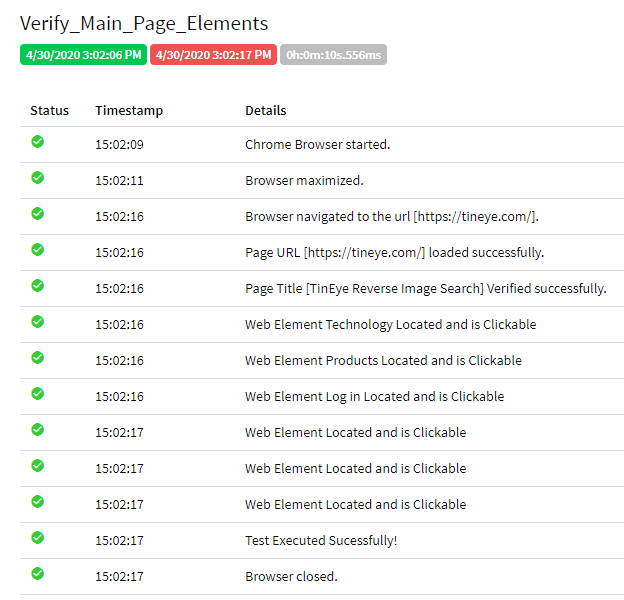 Verify_Main_Page_Elements
4/30/2020 3:02:06 PM 4/30/2020 3:02:17 PM 0h:0m:10s.556ms
Status Timestamp Details
15:02:09 Chrome Browser started.
15:02:11 Browser maximized.
15:02:16 Browser navigated to the url [https://tineye.com/].
15:02:16 Page URL [https://tineye.com/] loaded successfully.
15:02:16 Page Title [TinEye Reverse Image Search] Verified successfully.
15:02:16 Web Element Technology Located and is Clickable
15:02:16 Web Element Products Located and is Clickable
15:02:16 Web Element Log in Located and is Clickable
15:02:17 Web Element Located and is Clickable
15:02:17 Web Element Located and is Clickable
15:02:17 Web Element Located and is Clickable
15:02:17 Test Executed Sucessfully!
15:02:17 Browser closed.